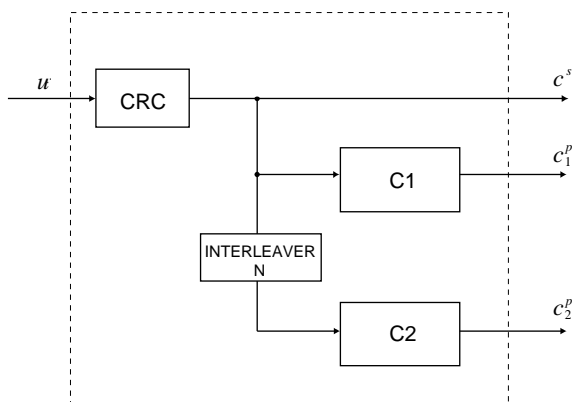 u
CRC
c^s
c_1^p
C1
INTERLEAVER
N
c_2^p
C2